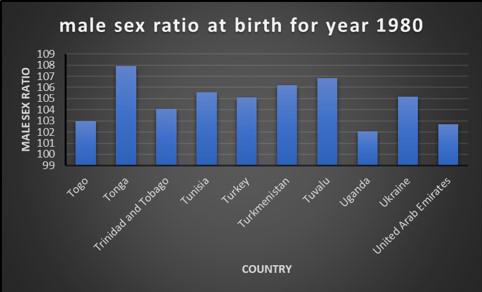 male sex ratio at birth for year 1980
MALE SEX RATIO
109
108
107
106
105
104
103
102
101
100
99
Togo
Tonga
Trinidad and Tobago
Tunisia
Turkey
Turkmenistan
Tuvalu
Uganda
Ukraine
United Arab Emirates
COUNTRY